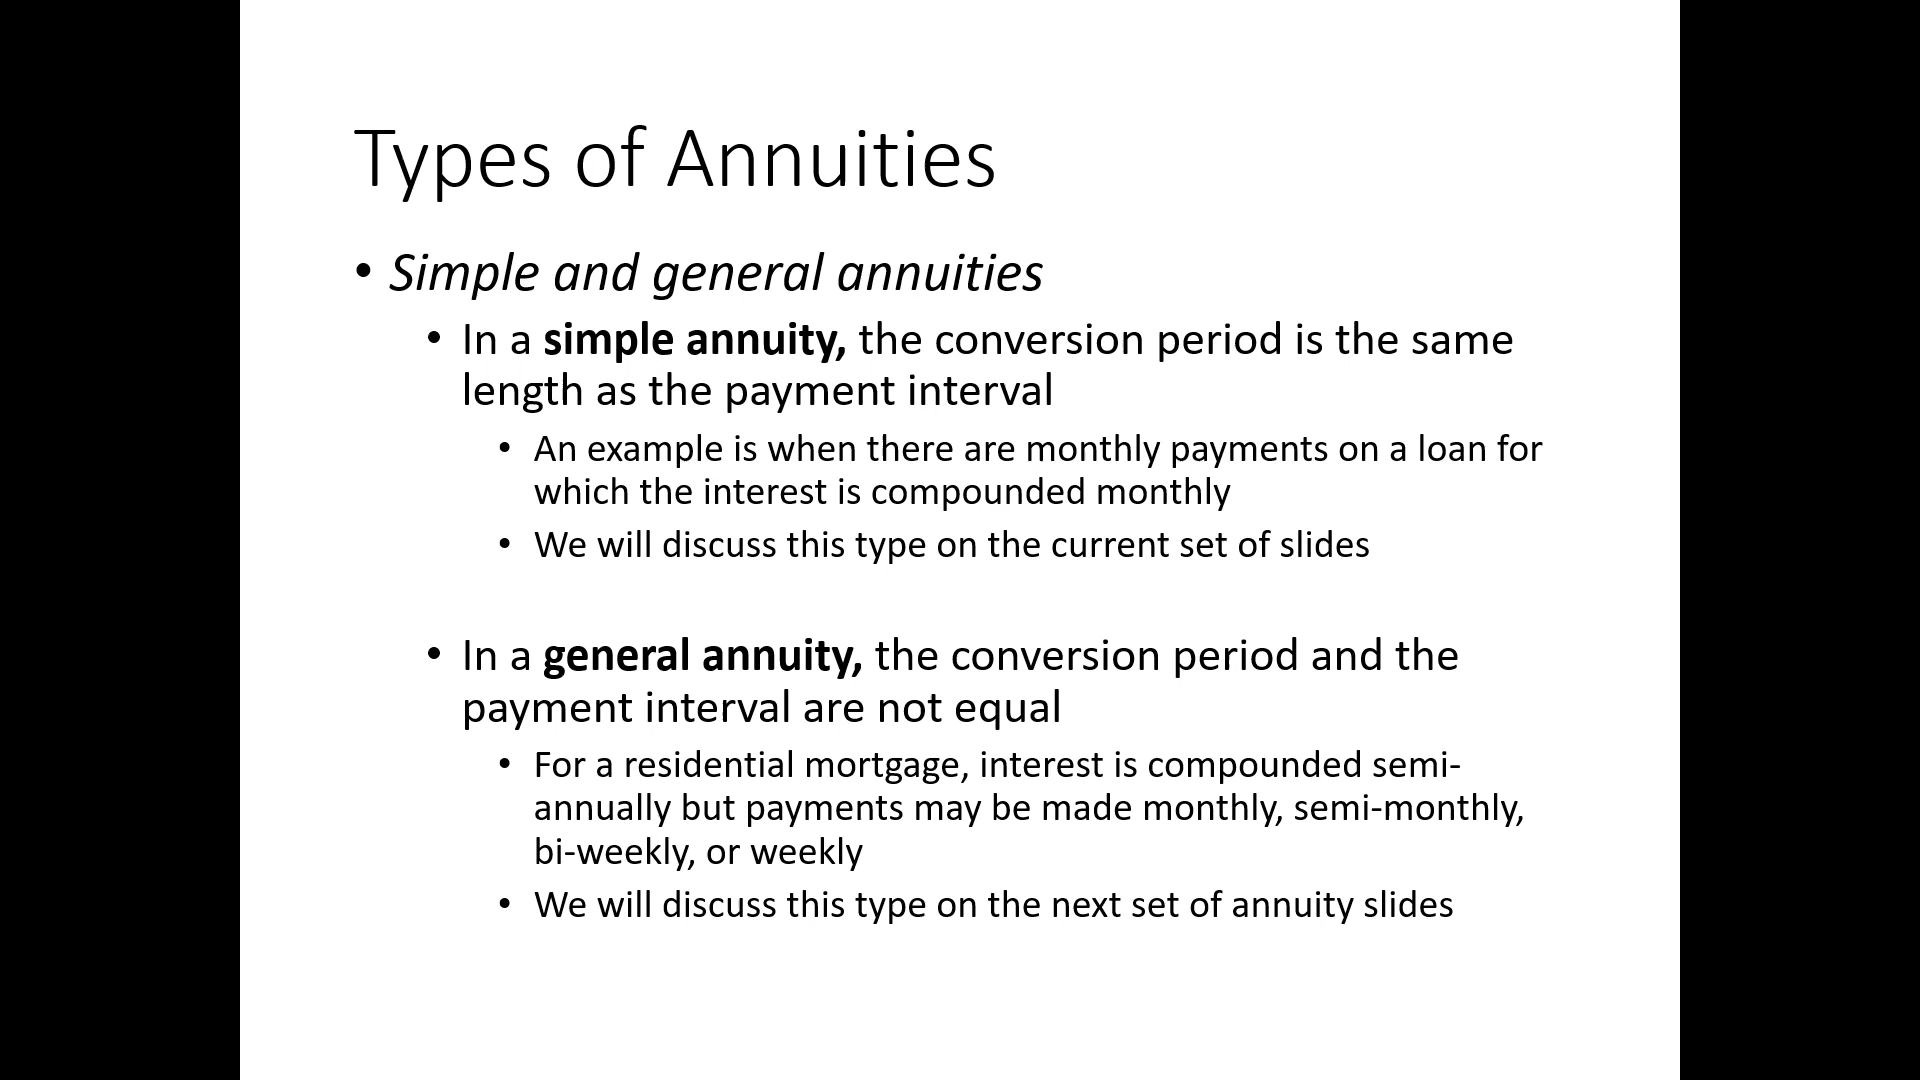 Types of Annuities
• Simple and general annuities
• In a simple annuity, the conversion period is the same
length as the payment interval
• An example is when there are monthly payments on a loan for
which the interest is compounded monthly
• We will discuss this type on the current set of slides
• In a general annuity, the conversion period and the
payment interval are not equal
• For a residential mortgage, interest is compounded semi-
annually but payments may be made monthly, semi-monthly,
bi-weekly, or weekly
• We will discuss this type on the next set of annuity slides